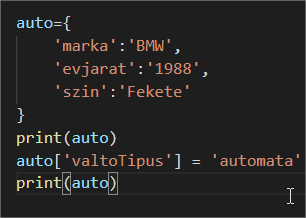 auto={
    'marka':'BMW',
    'evjarat':'1988',
    'szin':'Fekete'
}
print(auto)
auto['valtoTipus'] = 'automata'
print(auto)